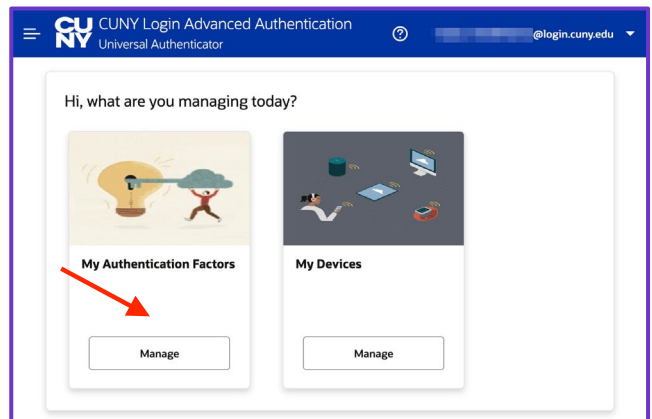 CUNY CUNY Login Advanced Authentication
Universal Authenticator
@login.cuny.edu
Hi, what are you managing today?
My Authentication Factors
My Devices
Manage
Manage